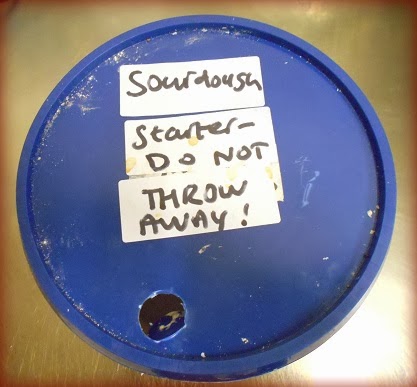 Sourdough
Starter-
DO NOT
THROW
AWAY!